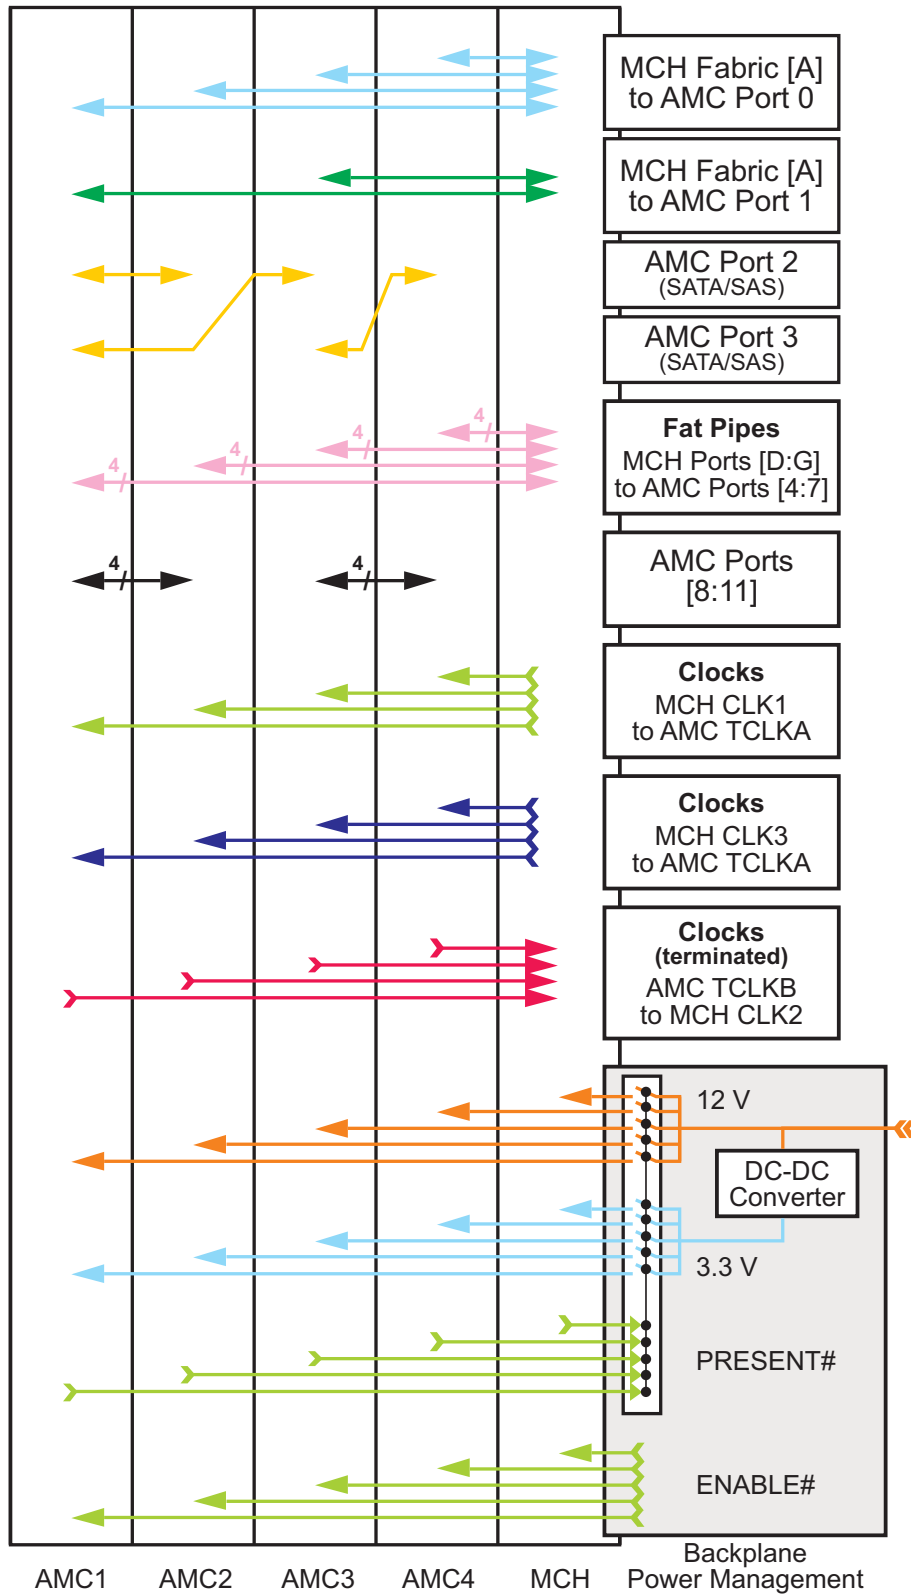 MCH Fabric [A]
to AMC Port 0
MCH Fabric [A]
to AMC Port 1
AMC Port 2
(SATA/SAS)
AMC Port 3
(SATA/SAS)
4
4
4
4
Fat Pipes
MCH Ports [D:G]
to AMC Ports [4:7]
4
4
AMC Ports
[8:11]
Clocks
MCH CLK1
to AMC TCLKA
Clocks
MCH CLK3
to AMC TCLKA
Clocks
(terminated)
AMC TCLKB
to MCH CLK2
12 V
DC-DC
Converter
3.3 V
PRESENT#
ENABLE#
AMC1 AMC2 AMC3 AMC4 MCH
Backplane
Power Management